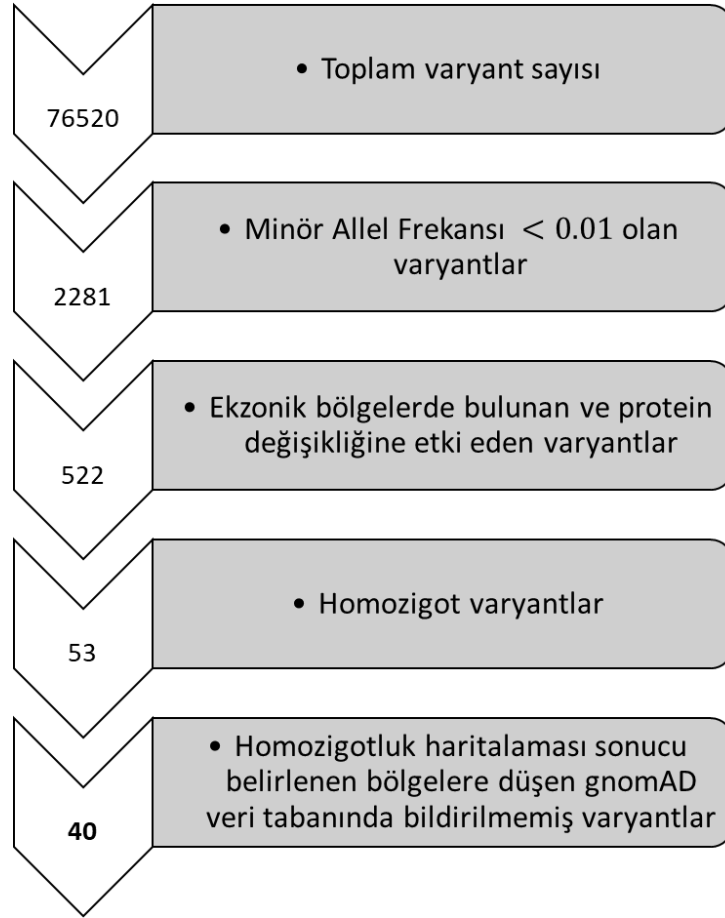 • Toplam varyant sayısı
76520
• Minör Allel Frekansı < 0.01 olan
varyantlar
2281
• Ekzonik bölgelerde bulunan ve protein
değişikliğine etki eden varyantlar
522
• Homozigot varyantlar
53
• Homozigotluk haritalaması sonucu
belirlenen bölgelere düşen gnomAD
veri tabanında bildirilmemiş varyantlar
40